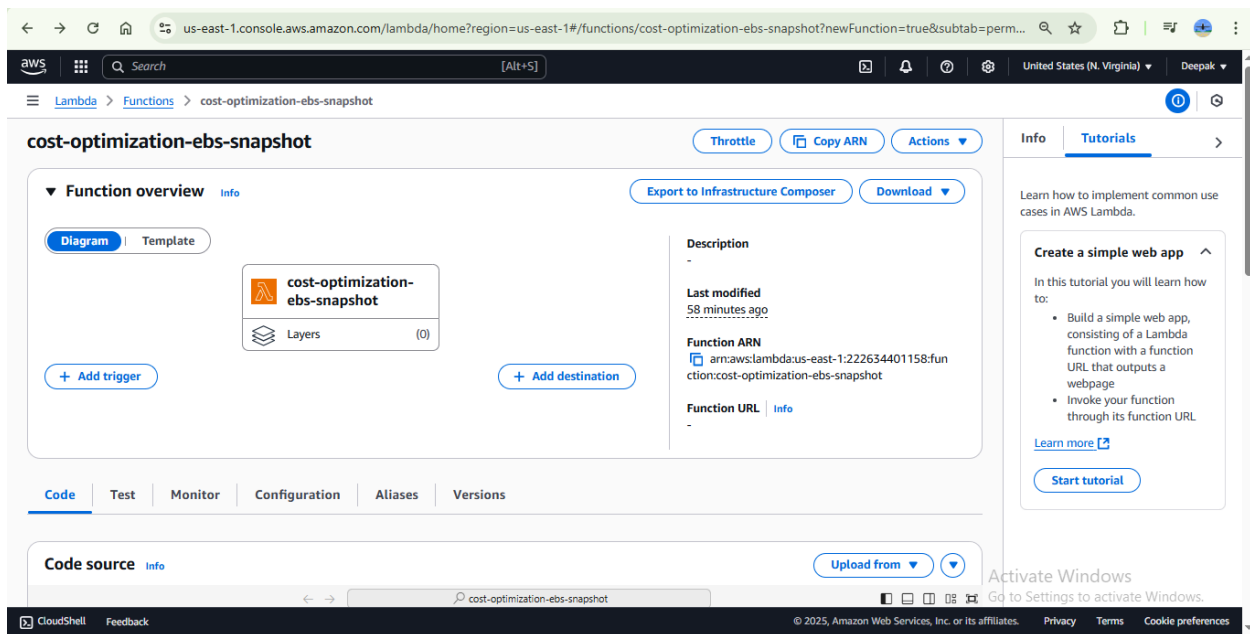 us-east-1.console.aws.amazon.com/lambda/home?region=us-east-1#/functions/cost-optimization-ebs-snapshot?newFunction=true&subtab=perm...
aws Search [Alt+S] United States (N. Virginia) Deepak
Lambda > Functions > cost-optimization-ebs-snapshot
cost-optimization-ebs-snapshot
Throttle Copy ARN Actions
Function overview Info
Export to Infrastructure Composer Download
Diagram Template
cost-optimization-
ebs-snapshot
Layers (0)
+ Add trigger
+ Add destination
Description
-
Last modified
58 minutes ago
Function ARN
arn:aws:lambda:us-east-1:222634401158:fun
ction:cost-optimization-ebs-snapshot
Function URL Info
-
Code Test Monitor Configuration Aliases Versions
Code source Info
Upload from
cost-optimization-ebs-snapshot
Info Tutorials
Learn how to implement common use
cases in AWS Lambda.
Create a simple web app
In this tutorial you will learn how
to:
• Build a simple web app,
consisting of a Lambda
function with a function
URL that outputs a
webpage
• Invoke your function
through its function URL
Learn more
Start tutorial
Activate Windows
Go to Settings to activate Windows.
CloudShell Feedback © 2025, Amazon Web Services, Inc. or its affiliates. Privacy Terms Cookie preferences